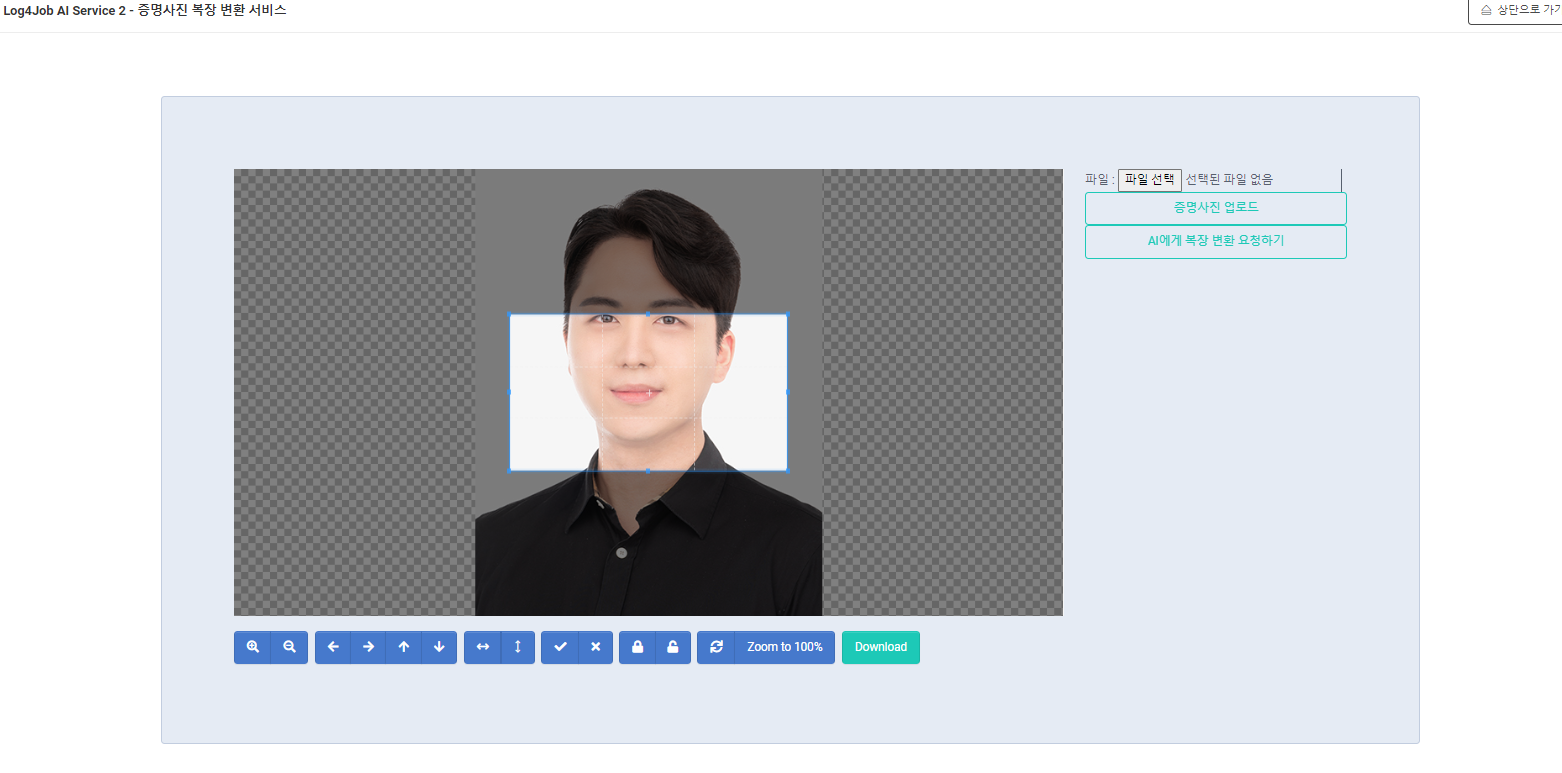 Log4Job AI Service 2 - 증명사진 복장 변환 서비스
상단으로 가기
파일 : 파일 선택 선택된 파일 없음
증명사진 업로드
AI에게 복장 변환 요청하기
Zoom to 100%
Download